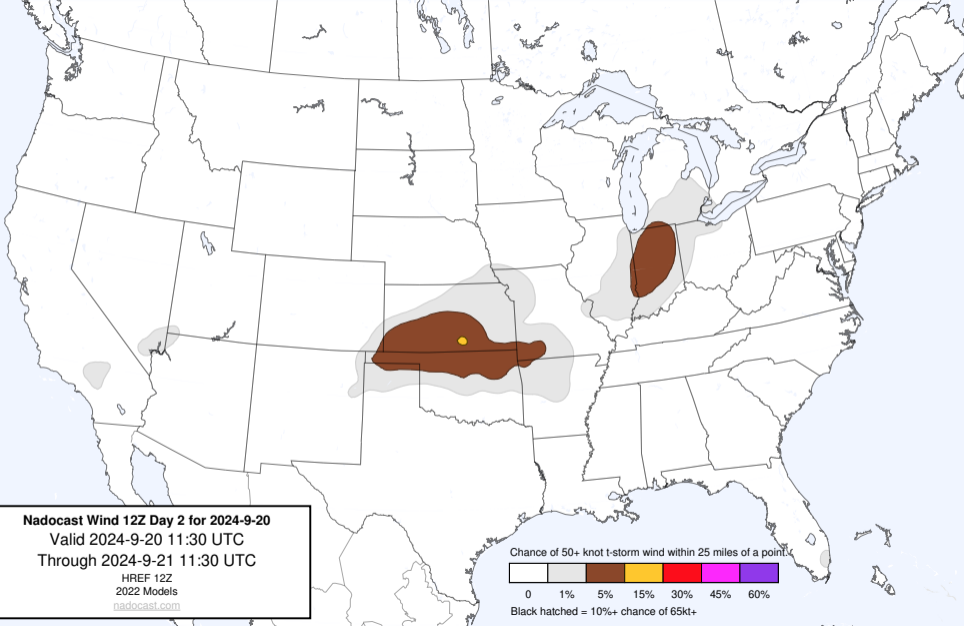 Nadocast Wind 12Z Day 2 for 2024-9-20
Valid 2024-9-20 11:30 UTC
Through 2024-9-21 11:30 UTC
HREF 12Z
2022 Models
nadocast.com
Chance of 50+ knot t-storm wind within 25 miles of a point.
0 1% 5% 15% 30% 45% 60%
Black hatched = 10%+ chance of 65kt+